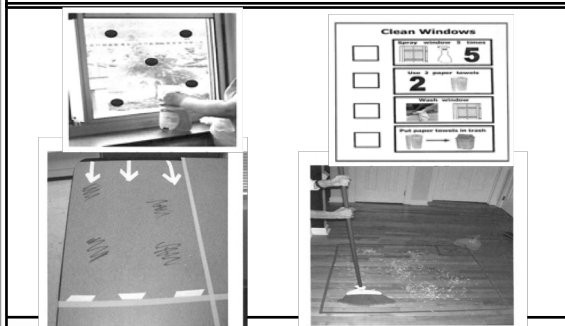 Clean Windows
Spray window 5 times
5
Use 2 paper towels
2
Wash window
Put paper towels in trash